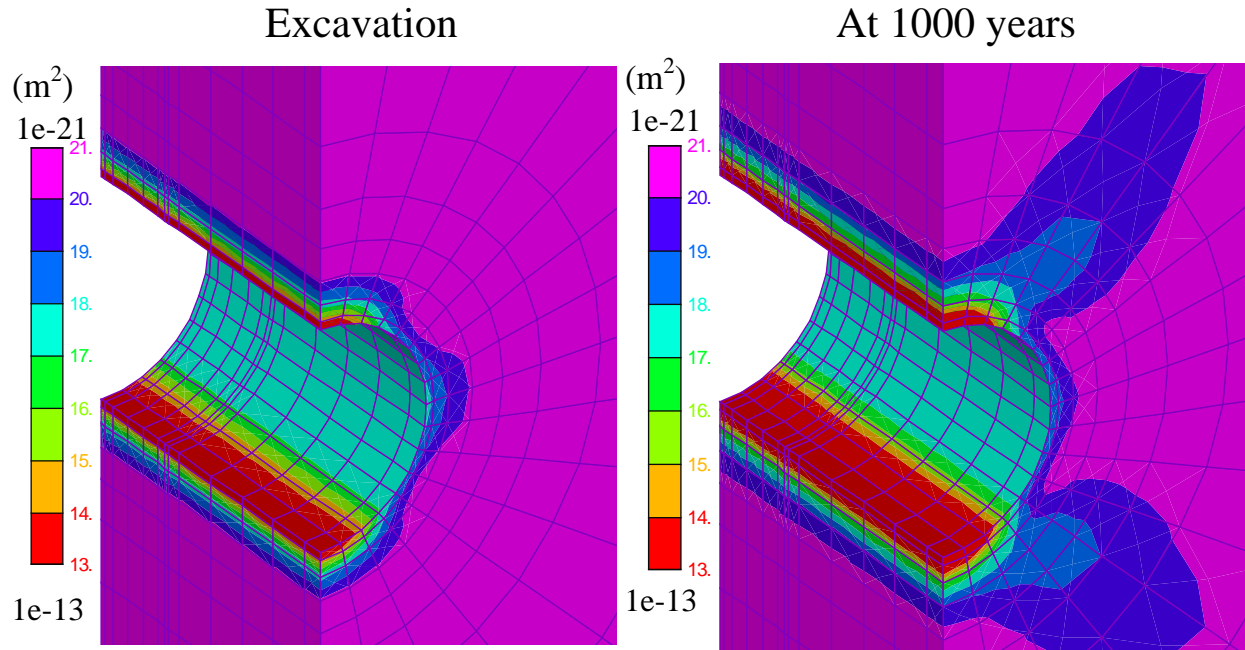 Excavation
(m²)
1e-21
21.
20.
19.
18.
17.
16.
15.
14.
13.
1e-13
At 1000 years
(m²)
1e-21
21.
20.
19.
18.
17.
16.
15.
14.
13.
1e-13